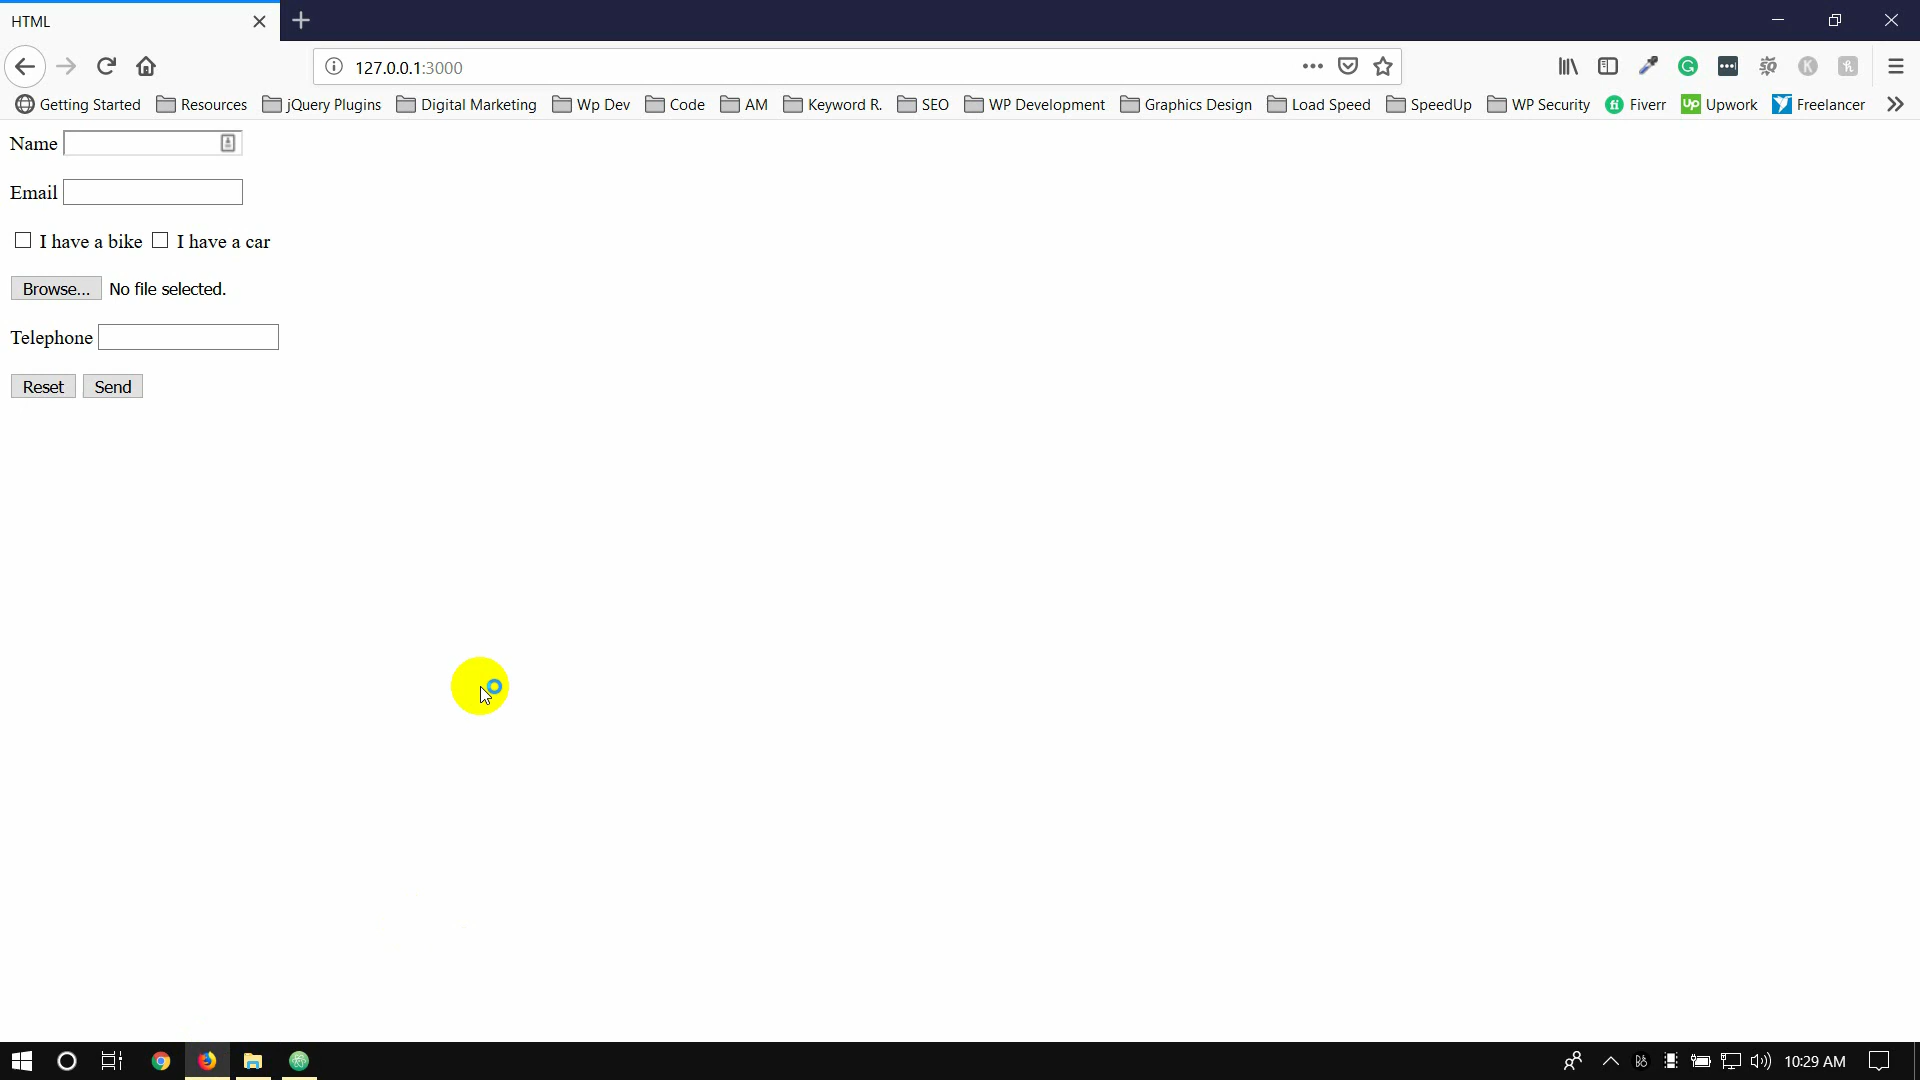 HTML
127.0.0.1:3000
Getting Started Resources jQuery Plugins Digital Marketing Wp Dev Code AM Keyword R. SEO WP Development Graphics Design Load Speed SpeedUp WP Security Fiverr Upwork Freelancer
Name
Email
I have a bike I have a car
Browse... No file selected.
Telephone
Reset Send
10:29 AM